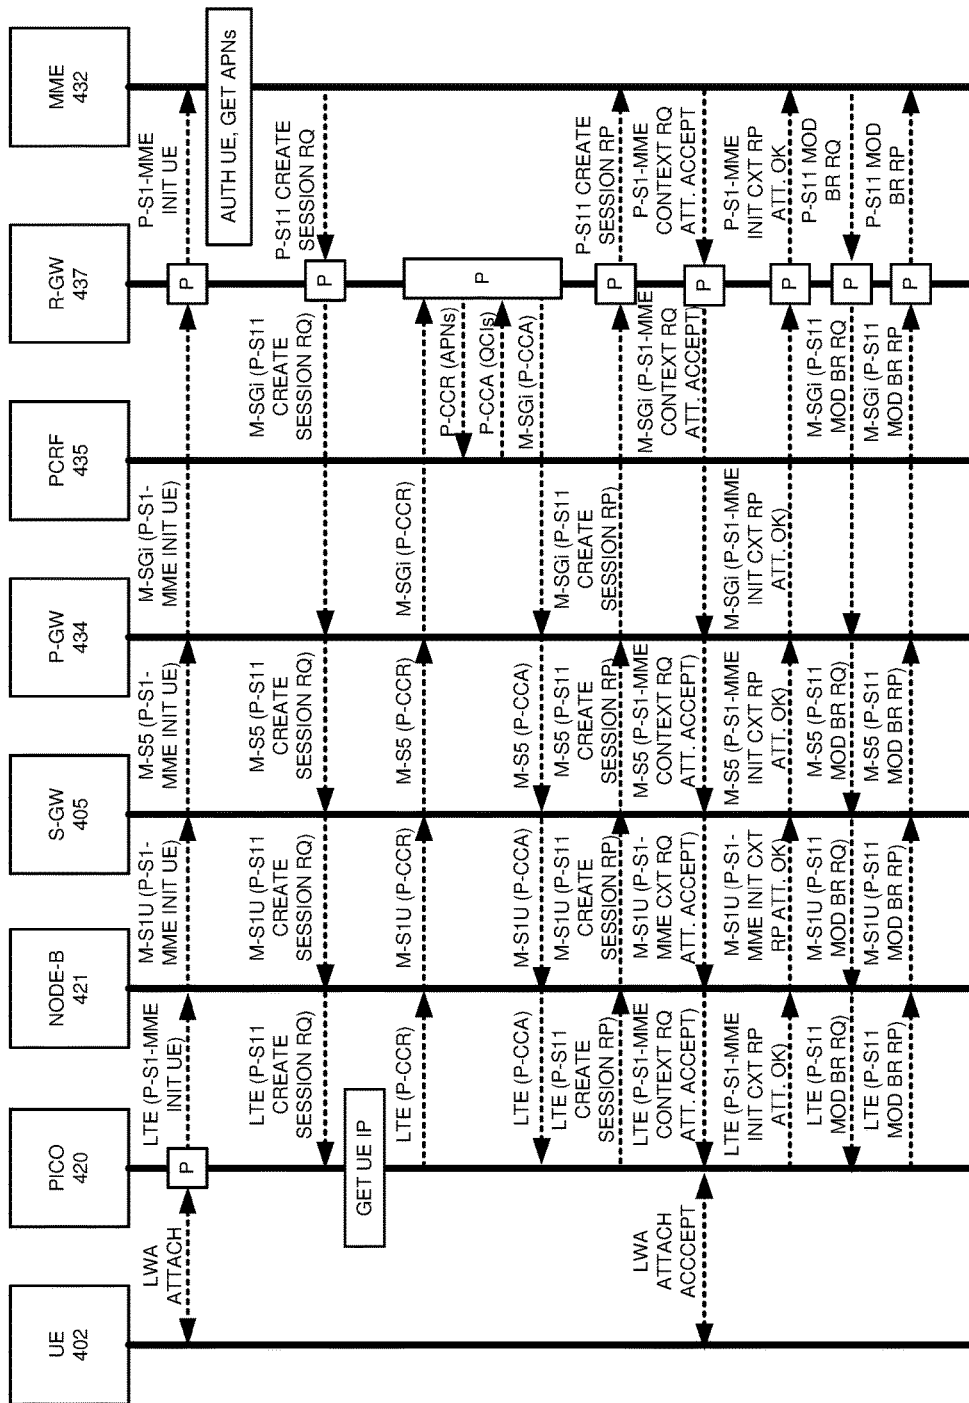 UE
402
PICO
420
NODE-B
421
S-GW
405
P-GW
434
PCRF
435
R-GW
437
MME
432
LWA
ATTACH
P
LTE (P-S1-MME
INIT UE)
M-S1U (P-S1-
MME INIT UE)
M-S5 (P-S1-
MME INIT UE)
M-SGi (P-S1-
MME INIT UE)
P
P-S1-MME
INIT UE
AUTH UE, GET APNs
LTE (P-S11
CREATE
SESSION RQ)
M-S1U (P-S11
CREATE
SESSION RQ)
M-S5 (P-S11
CREATE
SESSION RQ)
M-SGi (P-S11
CREATE
SESSION RQ)
P
P-S11 CREATE
SESSION RQ
GET UE IP
LTE (P-CCR)
M-S1U (P-CCR)
M-S5 (P-CCR)
M-SGi (P-CCR)
P
P-CCR (APNs)
P-CCA (QCIs)
M-SGi (P-CCA)
LTE (P-CCA)
M-S1U (P-CCA)
M-S5 (P-CCA)
LTE (P-S11
CREATE
SESSION RP)
M-S1U (P-S11
CREATE
SESSION RP)
M-S5 (P-S11
CREATE
SESSION RP)
M-SGi (P-S11
CREATE
SESSION RP)
P
P-S11 CREATE
SESSION RP
LWA
ATTACH
ACCCEPT
LTE (P-S1-MME
CONTEXT RQ
ATT. ACCEPT)
M-S1U (P-S1-
MME CXT RQ
ATT. ACCEPT)
M-S5 (P-S1-MME
CONTEXT RQ
ATT. ACCEPT)
M-SGi (P-S1-MME
CONTEXT RQ
ATT. ACCEPT)
P
P-S1-MME
CONTEXT RQ
ATT. ACCEPT
LTE (P-S1-MME
INIT CXT RP
ATT. OK)
M-S1U (P-S1-
MME INIT CXT
RP ATT. OK)
M-S5 (P-S1-MME
INIT CXT RP
ATT. OK)
M-SGi (P-S1-MME
INIT CXT RP
ATT. OK)
P
P-S1-MME
INIT CXT RP
ATT. OK
LTE (P-S11
MOD BR RQ)
M-S1U (P-S11
MOD BR RQ)
M-S5 (P-S11
MOD BR RQ)
M-SGi (P-S11
MOD BR RQ
P
P-S11 MOD
BR RQ
LTE (P-S11
MOD BR RP)
M-S1U (P-S11
MOD BR RP)
M-S5 (P-S11
MOD BR RP)
M-SGi (P-S11
MOD BR RP
P
P-S11 MOD
BR RP